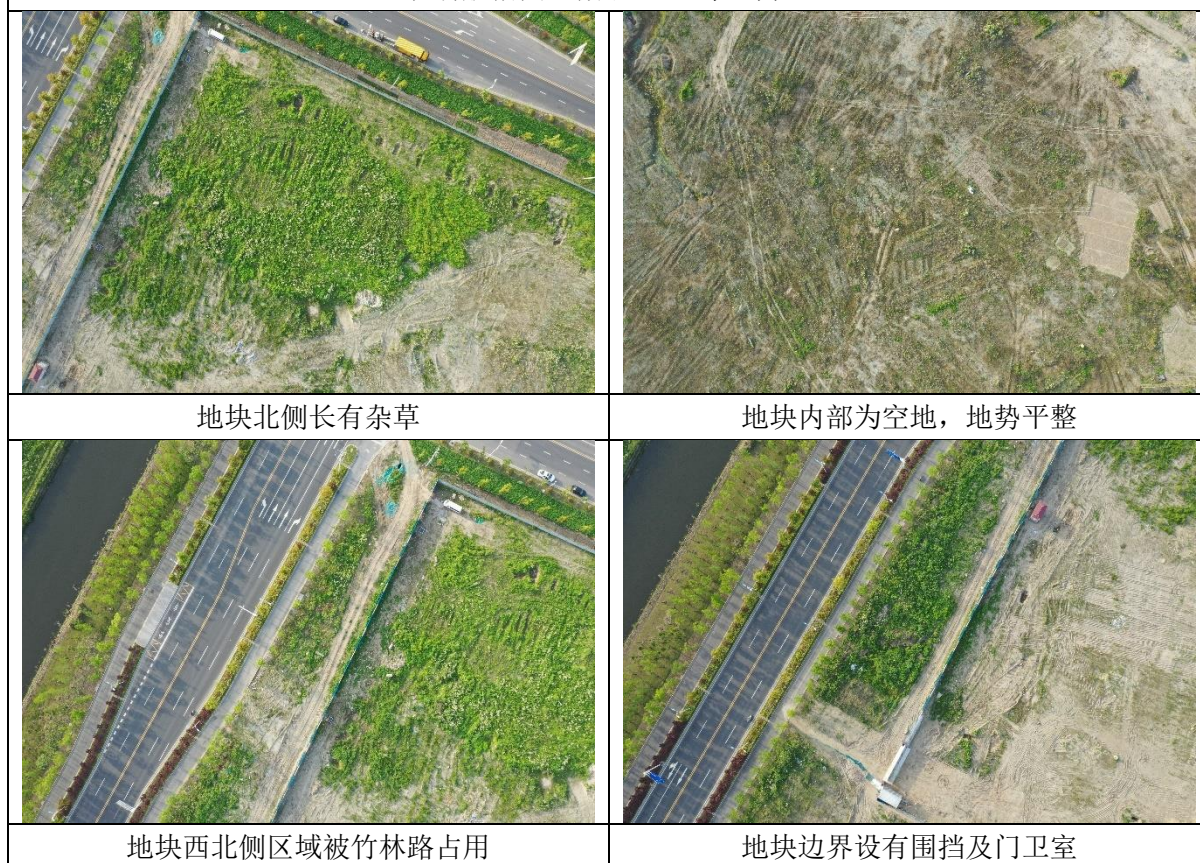 地块北侧长有杂草
地块内部为空地，地势平整
地块西北侧区域被竹林路占用
地块边界设有围挡及门卫室